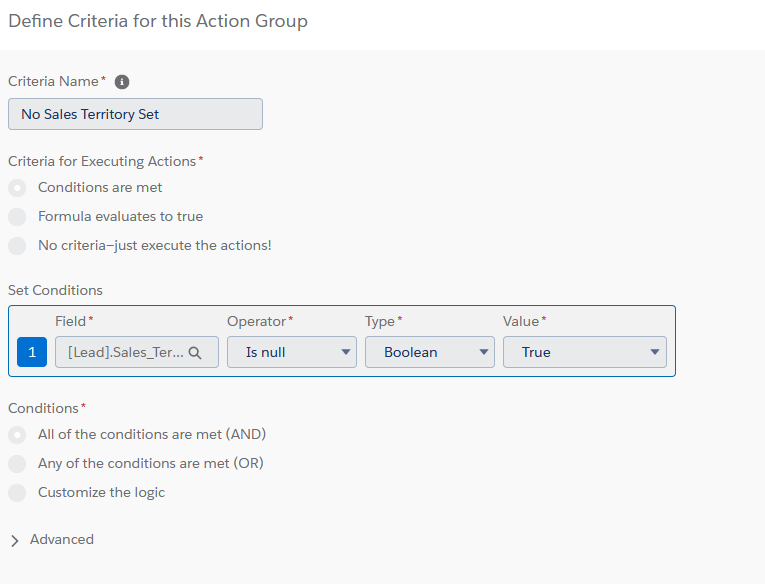 Define Criteria for this Action Group
Criteria Name* i
No Sales Territory Set
Criteria for Executing Actions*
Conditions are met
Formula evaluates to true
No criteria—just execute the actions!
Set Conditions
Field* Operator* Type* Value*
1 [Lead].Sales_Ter... Is null Boolean True
Conditions*
All of the conditions are met (AND)
Any of the conditions are met (OR)
Customize the logic
Advanced